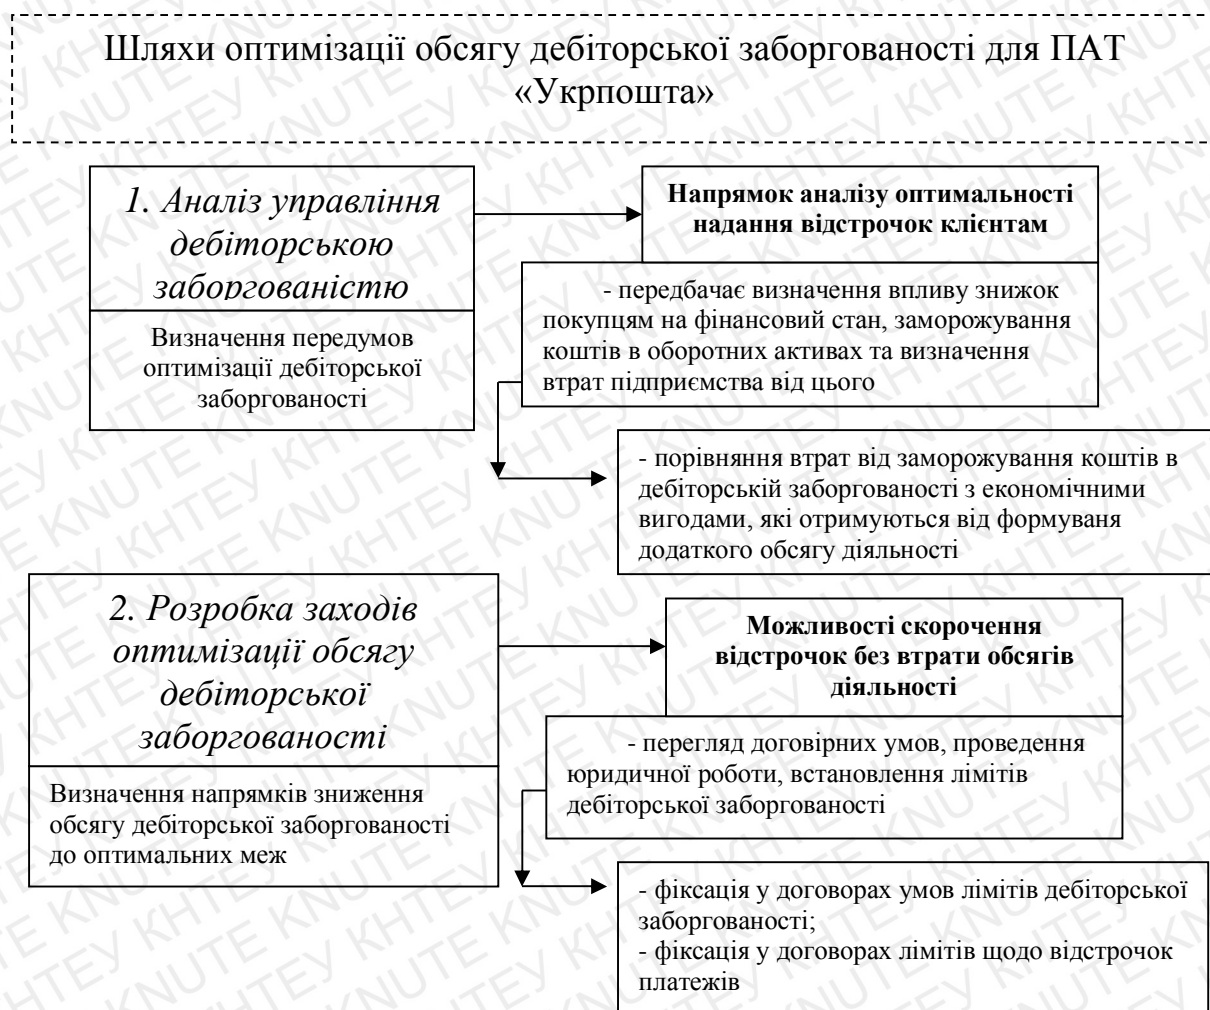 Шляхи оптимізації обсягу дебіторської заборгованості для ПАТ
«Укрпошта»
1. Аналіз управління
дебіторською
заборгованістю
Визначення передумов
оптимізації дебіторської
заборгованості
Напрямок аналізу оптимальності
надання відстрочок клієнтам
- передбачає визначення впливу знижок
покупцям на фінансовий стан, заморожування
коштів в оборотних активах та визначення
втрат підприємства від цього
- порівняння втрат від заморожування коштів в
дебіторській заборгованості з економічними
вигодами, які отримуються від формуваня
додаткого обсягу діяльності
2. Розробка заходів
оптимізації обсягу
дебіторської
заборгованості
Визначення напрямків зниження
обсягу дебіторської заборгованості
до оптимальних меж
Можливості скорочення
відстрочок без втрати обсягів
діяльності
- перегляд договірних умов, проведення
юридичної роботи, встановлення лімітів
дебіторської заборгованості
- фіксація у договорах умов лімітів дебіторської
заборгованості;
- фіксація у договорах лімітів щодо відстрочок
платежів